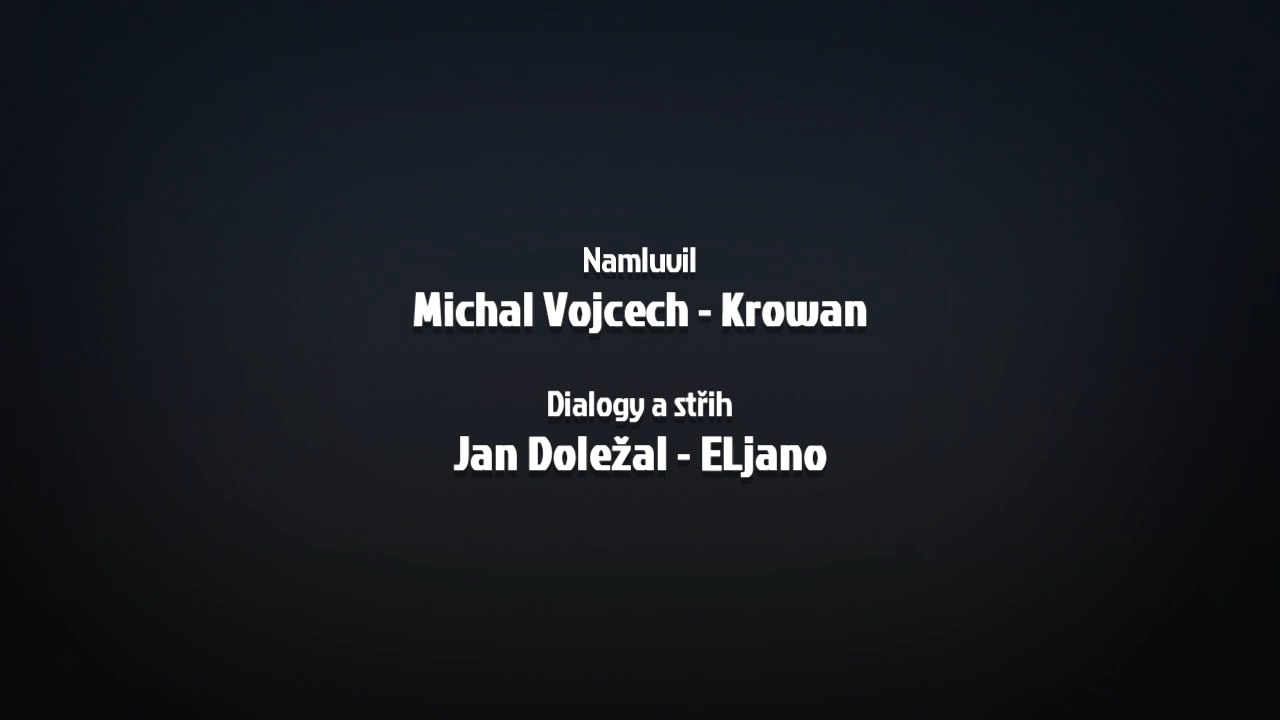 Namluvil
Michal Vojcech - Krowan
Dialogy a střih
Jan Doležal - ELjano